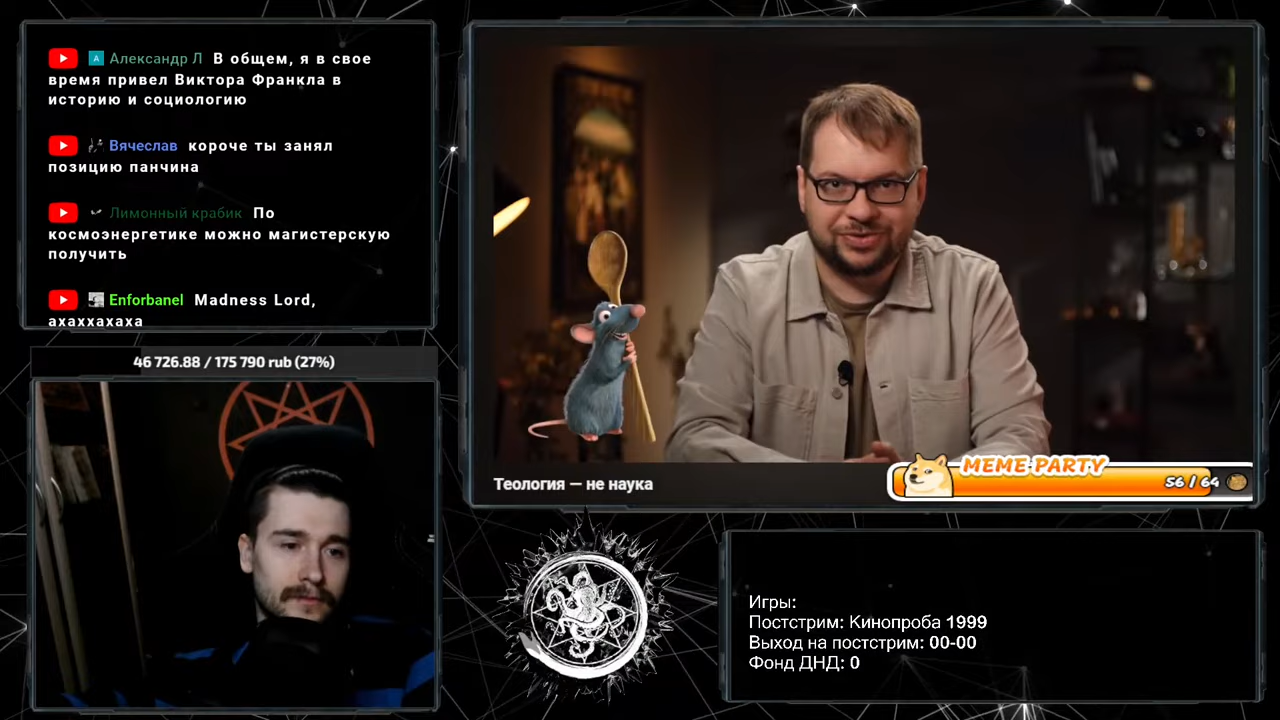 Александр Л В общем, я в свое
время привел Виктора Франкла в
историю и социологию
Вячеслав короче ты занял
позицию панчина
Лимонный крабик По
космоэнергетике можно магистерскую
получить
Enforbanel Madness Lord,
ахаххахаха
46 726.88 / 175 790 rub (27%)
Теология — не наука
MEME PARTY
56 / 64
Игры:
Постстрим: Кинопроба 1999
Выход на постстрим: 00-00
Фонд ДНД: 0